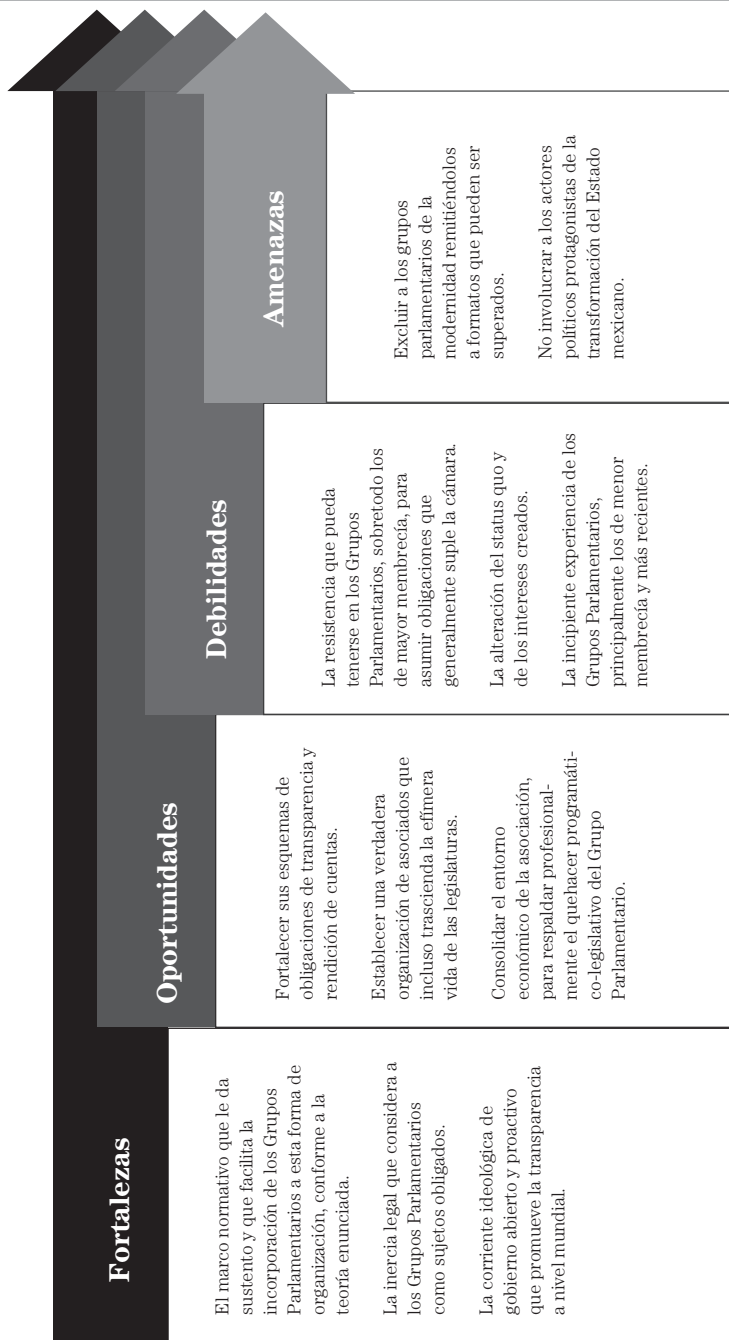 Fortalezas
El marco normativo que le da
sustento y que facilita la
incorporación de los Grupos
Parlamentarios a esta forma de
organización, conforme a la
teoría enunciada.
La inercia legal que considera a
los Grupos Parlamentarios
como sujetos obligados.
La corriente ideológica de
gobierno abierto y proactivo
que promueve la transparencia
a nivel mundial.
Oportunidades
Fortalecer sus esquemas de
obligaciones de transparencia y
rendición de cuentas.
Establecer una verdadera
organización de asociados que
incluso trascienda la efímera
vida de las legislaturas.
Consolidar el entorno
económico de la asociación,
para respaldar profesional-
mente el quehacer programáti-
co-legislativo del Grupo
Parlamentario.
Debilidades
La resistencia que pueda
tenerse en los Grupos
Parlamentarios, sobretodo los
de mayor membrecía, para
asumir obligaciones que
generalmente suple la cámara.
La alteración del status quo y
de los intereses creados.
La incipiente experiencia de los
Grupos Parlamentarios,
principalmente los de menor
membrecía y más recientes.
Amenazas
Excluir a los grupos
parlamentarios de la
modernidad remitiéndolos
a formatos que pueden ser
superados.
No involucrar a los actores
políticos protagonistas de la
transformación del Estado
mexicano.